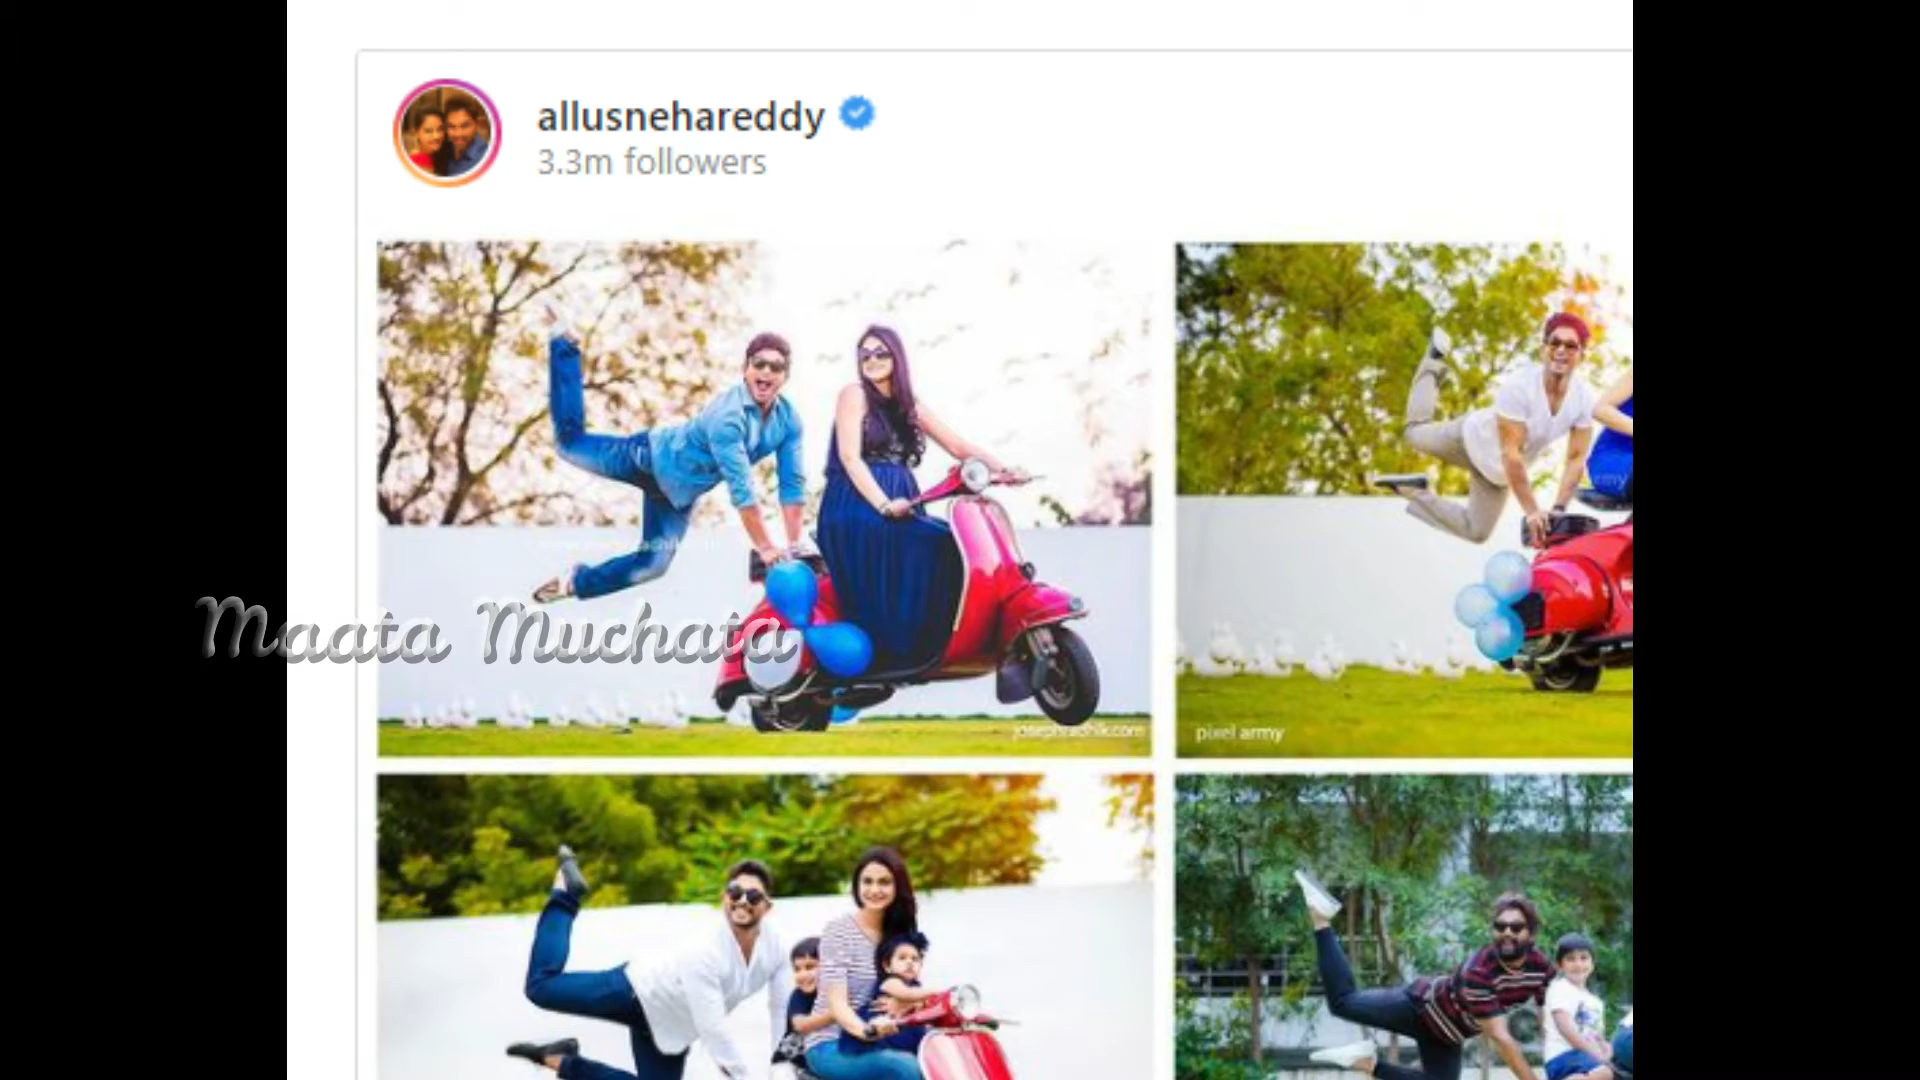 allusnehareddy
3.3m followers
Maata Muchata
josephradhik.com
pixel army